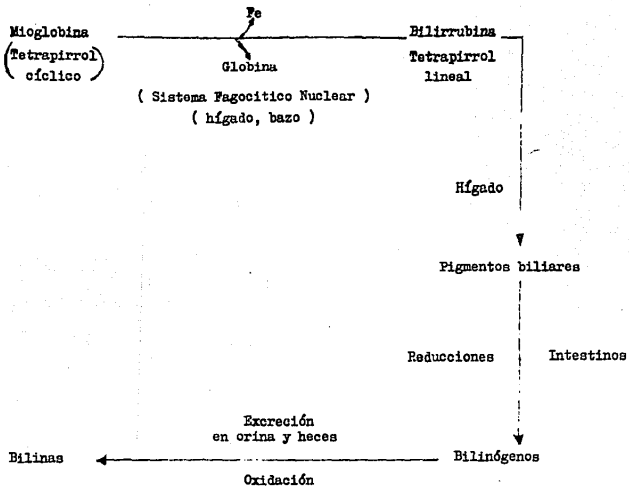 Fe
Mioglobina
(Tetrapirrol
cíclico)
Globina
( Sistema Fagocitico Nuclear )
( hígado, bazo )
Bilirrubina
Tetrapirrol
lineal
Hígado
Pigmentos biliares
Reducciones
Intestinos
Bilinógenos
Excreción
en orina y heces
Oxidación
Bilinas